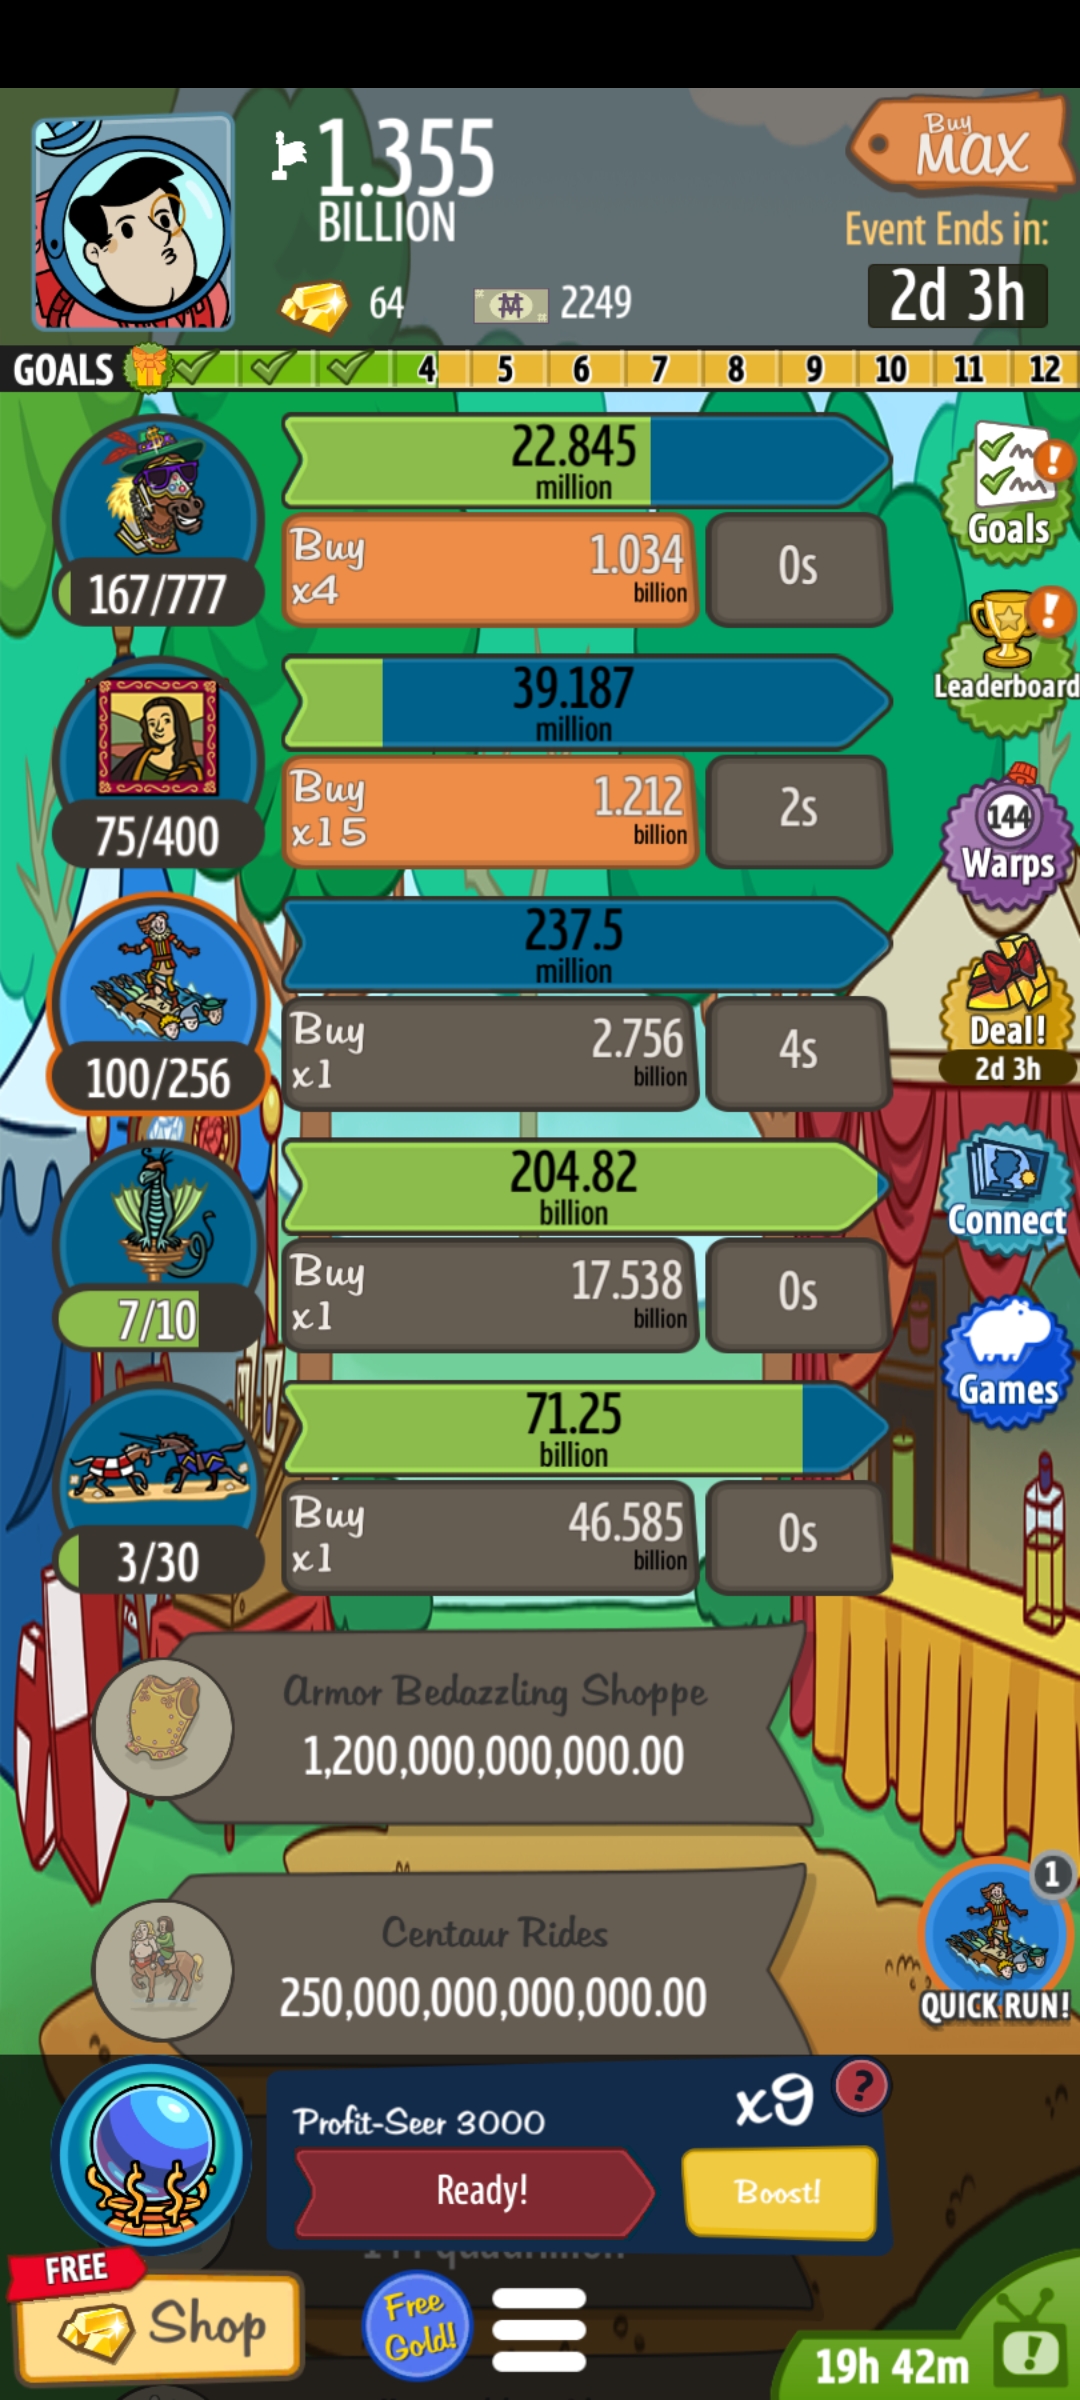 1.355
BILLION
Buy
MAX
Event Ends in:
2d 3h
64
2249
GOALS 4 5 6 7 8 9 10 11 12
22.845
million
Buy
x4
1.034
billion
0s
167/777
Goals
Leaderboard
39.187
million
Buy
x15
1.212
billion
2s
75/400
144
Warps
237.5
million
Buy
x1
2.756
billion
4s
100/256
Deal!
2d 3h
204.82
billion
Buy
x1
17.538
billion
0s
7/10
Connect
Games
71.25
billion
Buy
x1
46.585
billion
0s
3/30
Armor Bedazzling Shoppe
1,200,000,000,000.00
Centaur Rides
250,000,000,000,000.00
1
QUICK RUN!
Profit-Seer 3000
x9
?
Ready!
Boost!
FREE
Shop
Free
Gold!
19h 42m